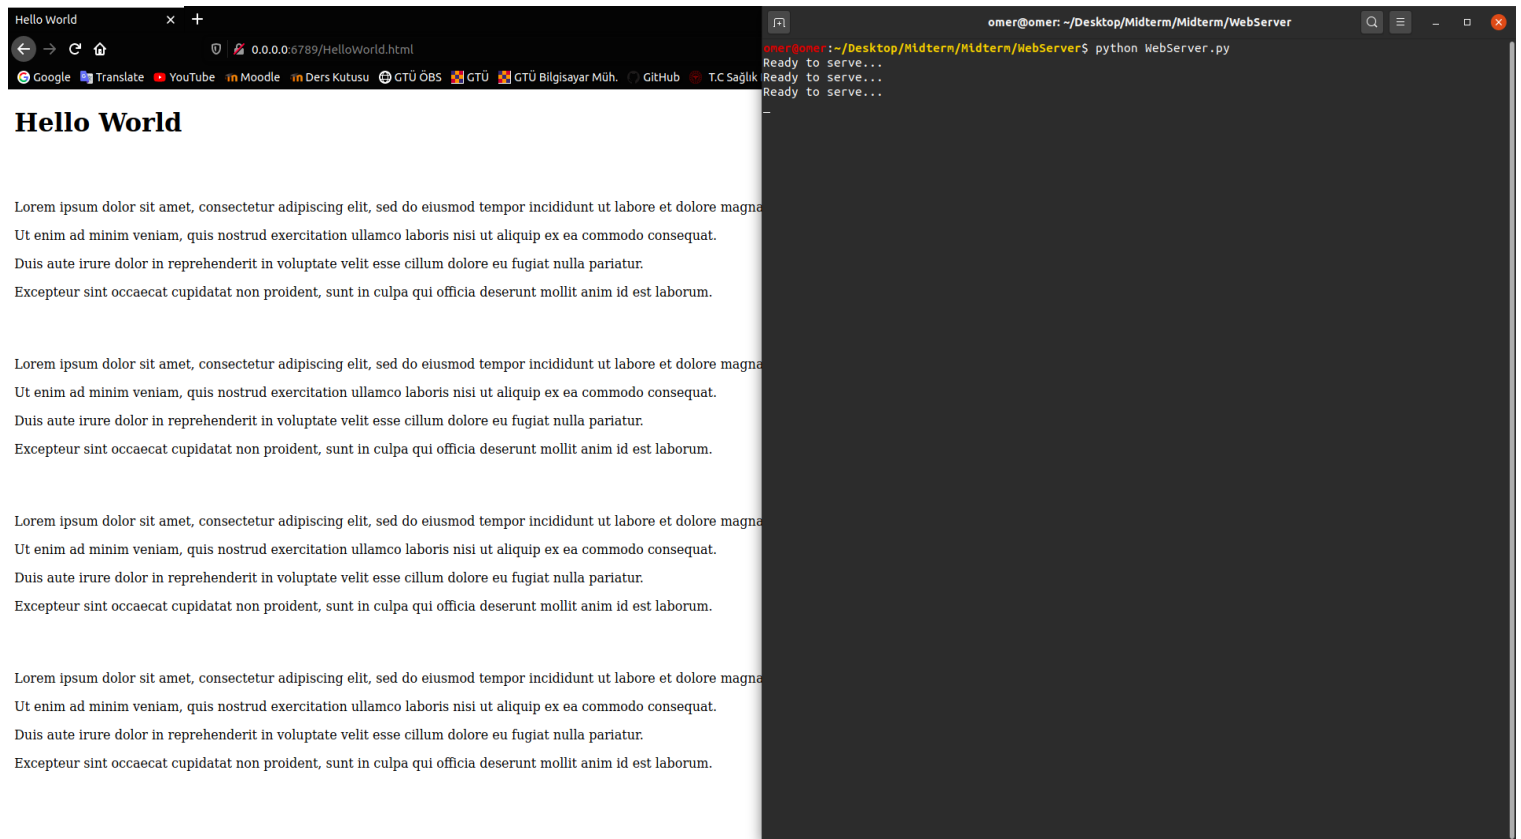 Hello World
0.0.0.0:6789/HelloWorld.html
Google Translate YouTube Moodle Ders Kutusu GTÜ ÖBS GTÜ GTÜ Bilgisayar Müh. GitHub T.C Sağlık
Hello World
Lorem ipsum dolor sit amet, consectetur adipiscing elit, sed do eiusmod tempor incididunt ut labore et dolore magna
Ut enim ad minim veniam, quis nostrud exercitation ullamco laboris nisi ut aliquip ex ea commodo consequat.
Duis aute irure dolor in reprehenderit in voluptate velit esse cillum dolore eu fugiat nulla pariatur.
Excepteur sint occaecat cupidatat non proident, sunt in culpa qui officia deserunt mollit anim id est laborum.
Lorem ipsum dolor sit amet, consectetur adipiscing elit, sed do eiusmod tempor incididunt ut labore et dolore magna
Ut enim ad minim veniam, quis nostrud exercitation ullamco laboris nisi ut aliquip ex ea commodo consequat.
Duis aute irure dolor in reprehenderit in voluptate velit esse cillum dolore eu fugiat nulla pariatur.
Excepteur sint occaecat cupidatat non proident, sunt in culpa qui officia deserunt mollit anim id est laborum.
Lorem ipsum dolor sit amet, consectetur adipiscing elit, sed do eiusmod tempor incididunt ut labore et dolore magna
Ut enim ad minim veniam, quis nostrud exercitation ullamco laboris nisi ut aliquip ex ea commodo consequat.
Duis aute irure dolor in reprehenderit in voluptate velit esse cillum dolore eu fugiat nulla pariatur.
Excepteur sint occaecat cupidatat non proident, sunt in culpa qui officia deserunt mollit anim id est laborum.
Lorem ipsum dolor sit amet, consectetur adipiscing elit, sed do eiusmod tempor incididunt ut labore et dolore magna
Ut enim ad minim veniam, quis nostrud exercitation ullamco laboris nisi ut aliquip ex ea commodo consequat.
Duis aute irure dolor in reprehenderit in voluptate velit esse cillum dolore eu fugiat nulla pariatur.
Excepteur sint occaecat cupidatat non proident, sunt in culpa qui officia deserunt mollit anim id est laborum.
omer@omer: ~/Desktop/Midterm/Midterm/WebServer
omer@omer:~/Desktop/Midterm/Midterm/WebServer$ python WebServer.py
Ready to serve...
Ready to serve...
Ready to serve...